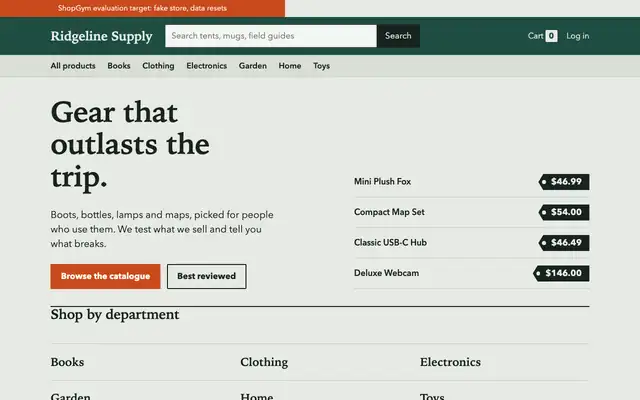 ShopGym evaluation target: fake store, data resets
Ridgeline Supply
Search tents, mugs, field guides
Search
Cart 0
Log in
All products
Books
Clothing
Electronics
Garden
Home
Toys
Gear that
outlasts the
trip.
Boots, bottles, lamps and maps, picked for people
who use them. We test what we sell and tell you
what breaks.
Browse the catalogue
Best reviewed
Mini Plush Fox $46.99
Compact Map Set $54.00
Classic USB-C Hub $46.49
Deluxe Webcam $146.00
Shop by department
Books
Clothing
Electronics
Garden
Home
Toys